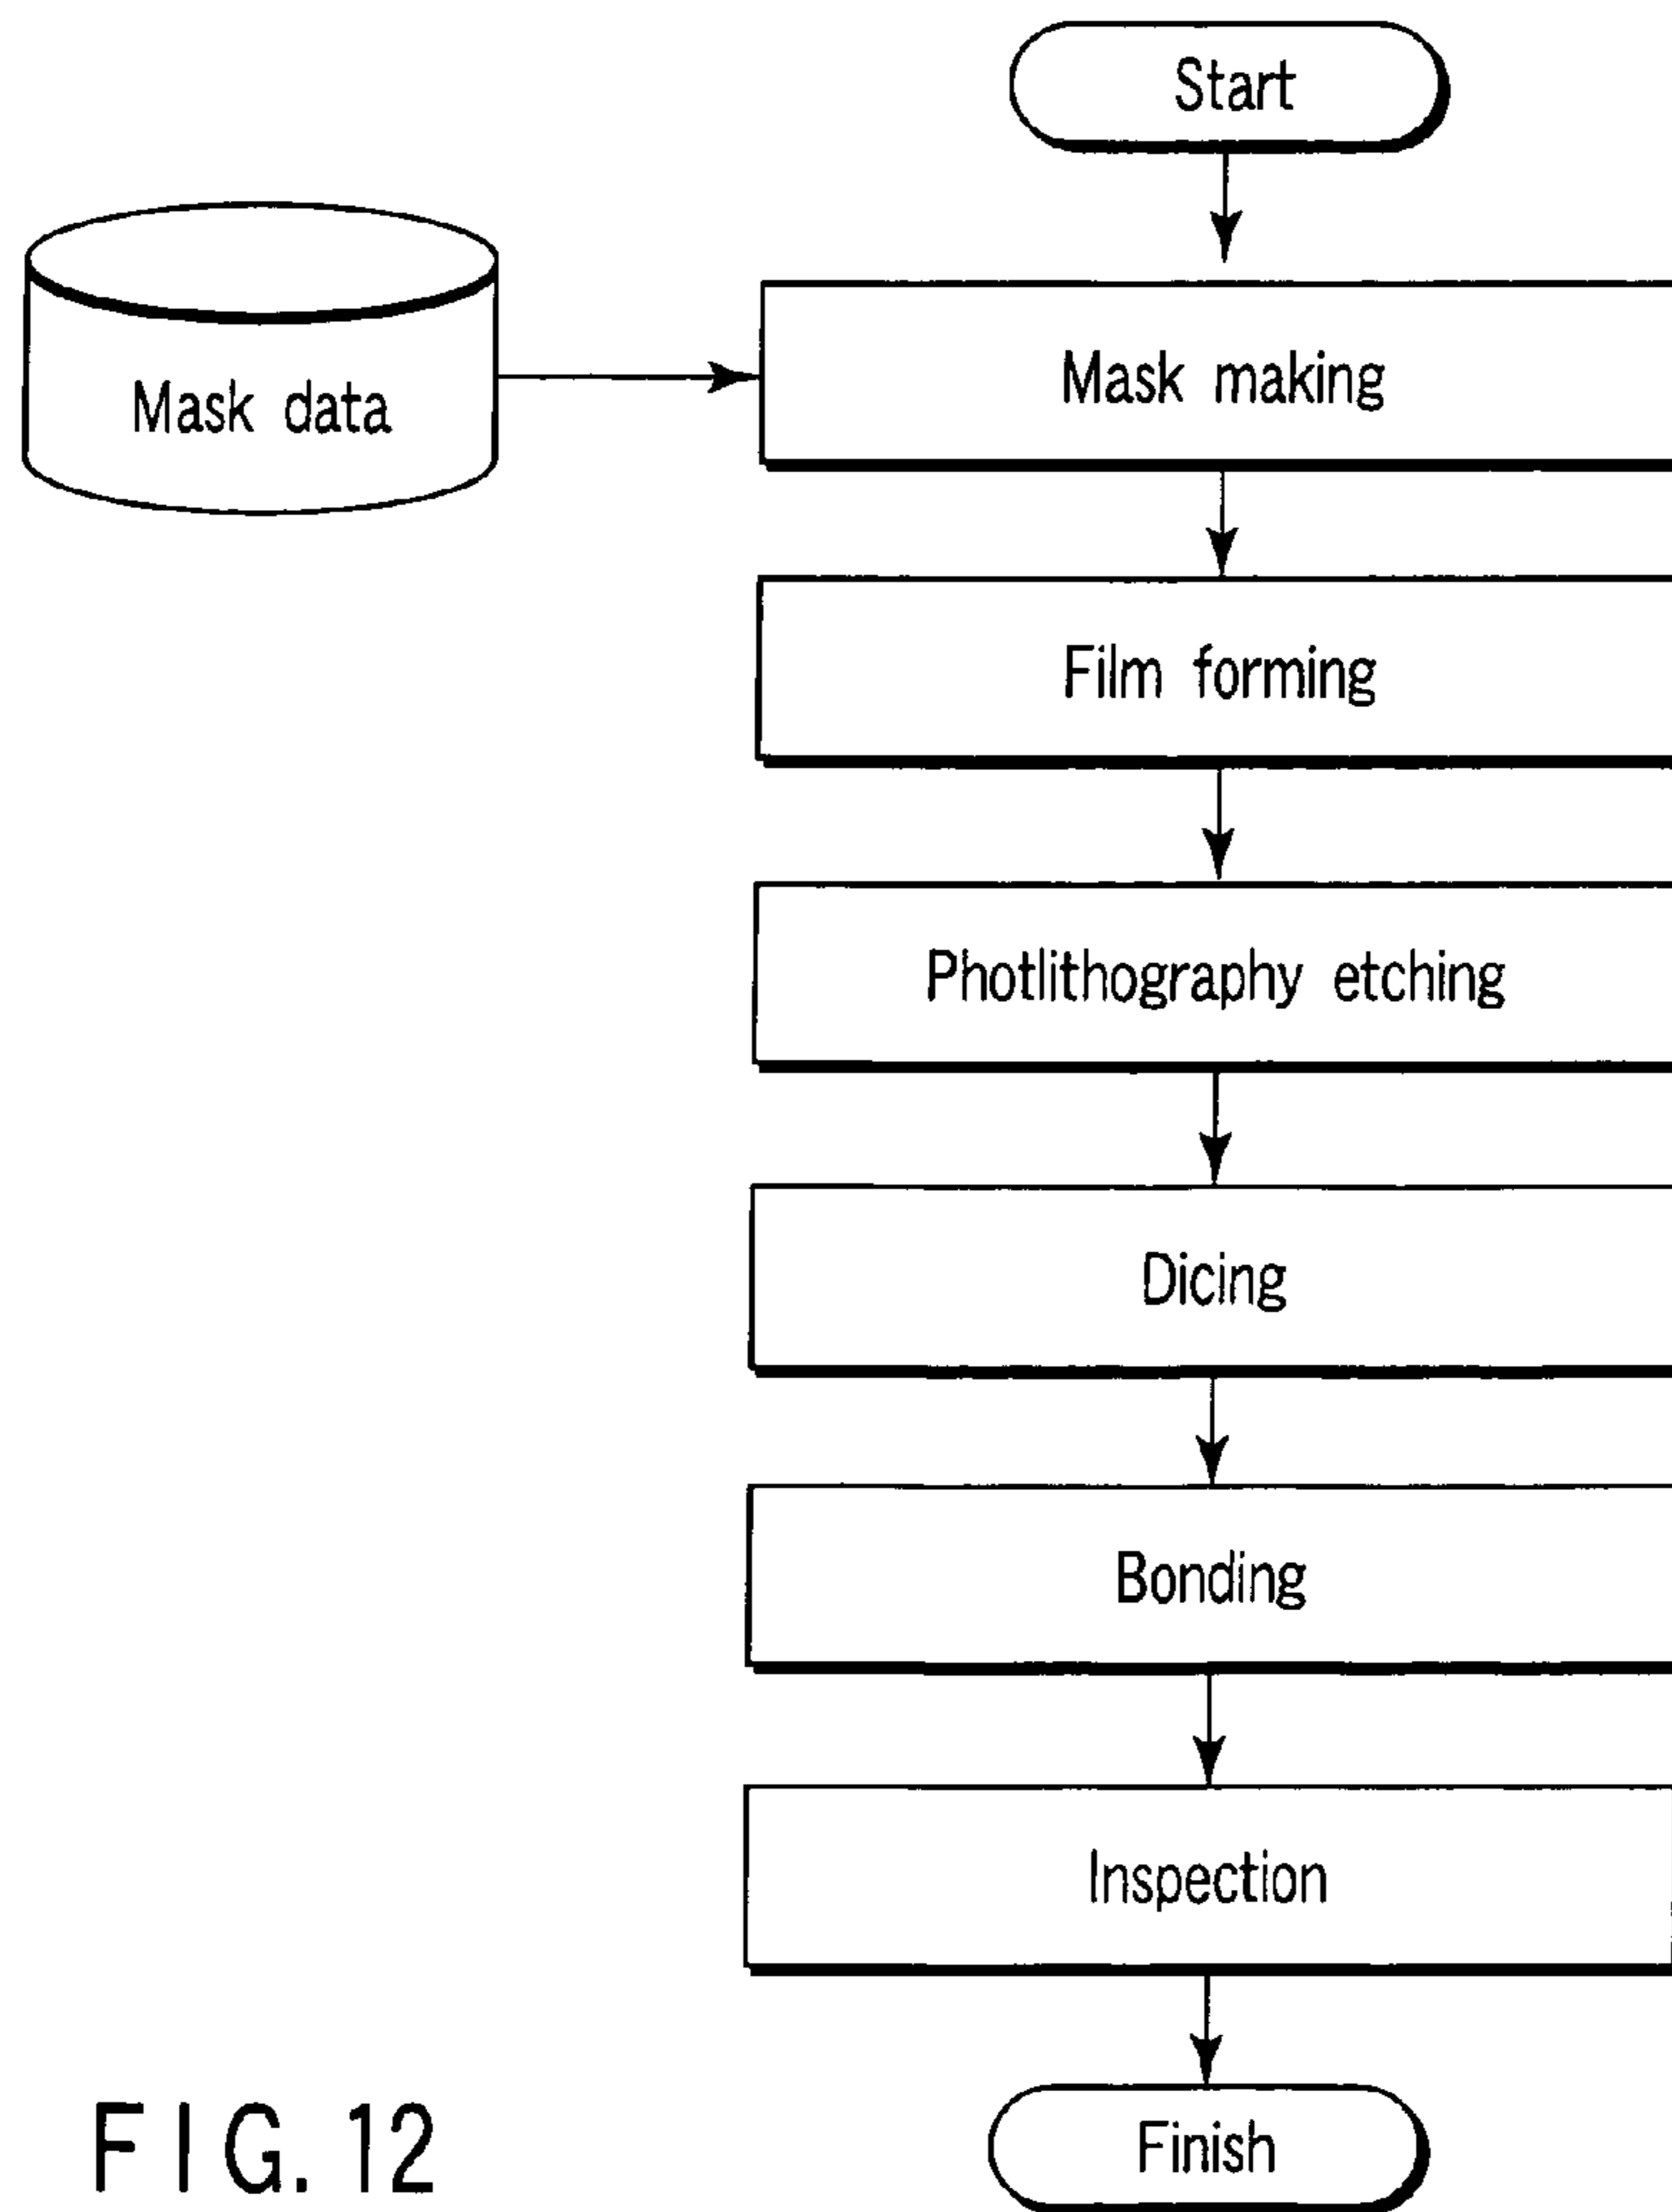 Start
Mask data
Mask making
Film forming
Photlithography etching
Dicing
Bonding
Inspection
Finish
FIG. 12